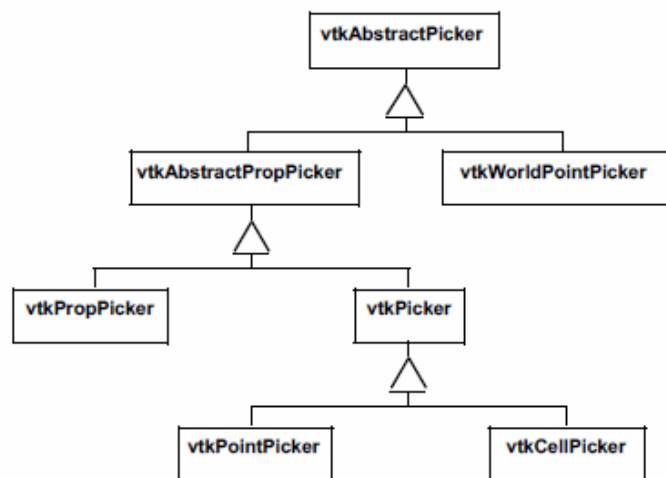 vtkAbstractPicker
vtkAbstractPropPicker
vtkWorldPointPicker
vtkPropPicker
vtkPicker
vtkPointPicker
vtkCellPicker